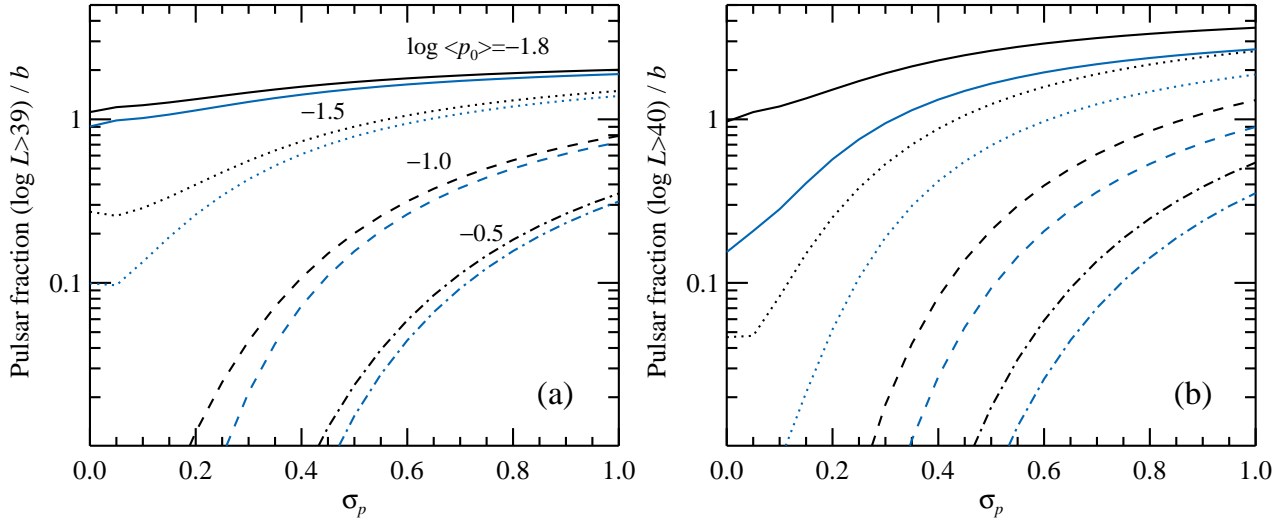 Pulsar fraction (log L>39) / b
1
0.1
log <p₀>=−1.8
−1.5
−1.0
−0.5
(a)
0.0 0.2 0.4 0.6 0.8 1.0
σₚ
Pulsar fraction (log L>40) / b
1
0.1
(b)
0.0 0.2 0.4 0.6 0.8 1.0
σₚ